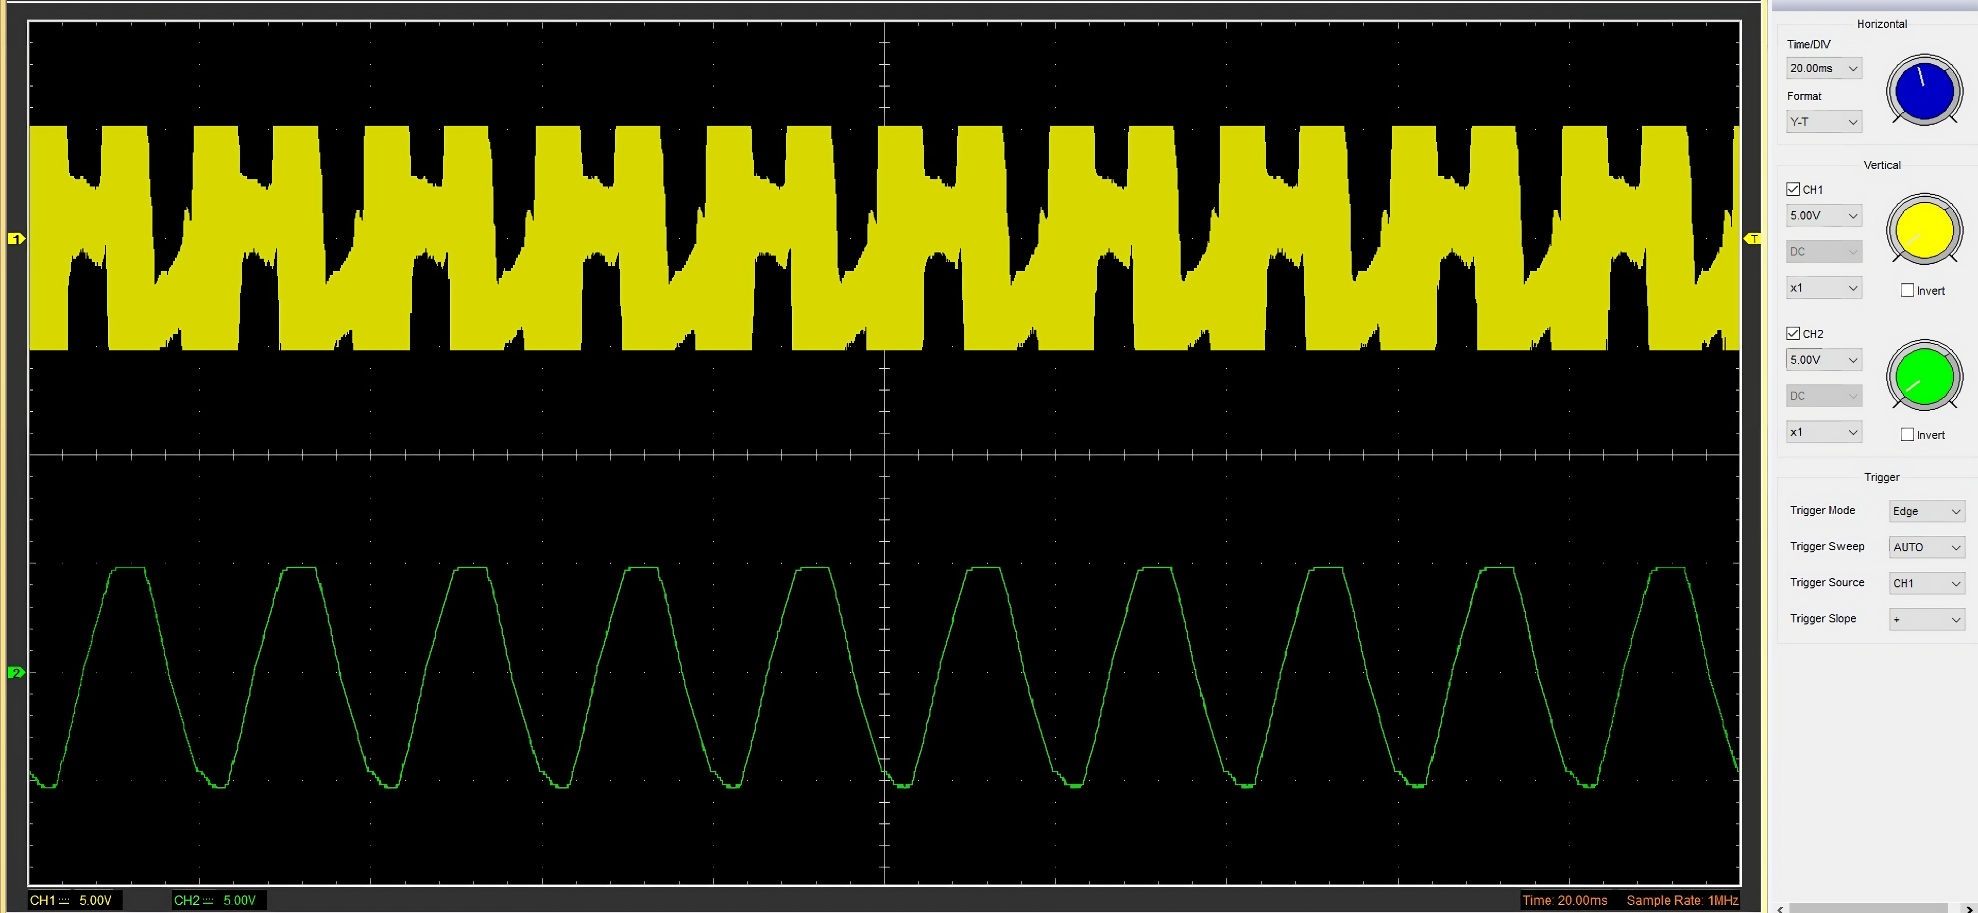 Horizontal
Time/DIV
20.00ms
Format
Y-T
Vertical
CH1
5.00V
DC
x1
Invert
CH2
5.00V
DC
x1
Invert
Trigger
Trigger Mode Edge
Trigger Sweep AUTO
Trigger Source CH1
Trigger Slope +
1
T
2
CH1 5.00V CH2 5.00V Time: 20.00ms Sample Rate: 1MHz